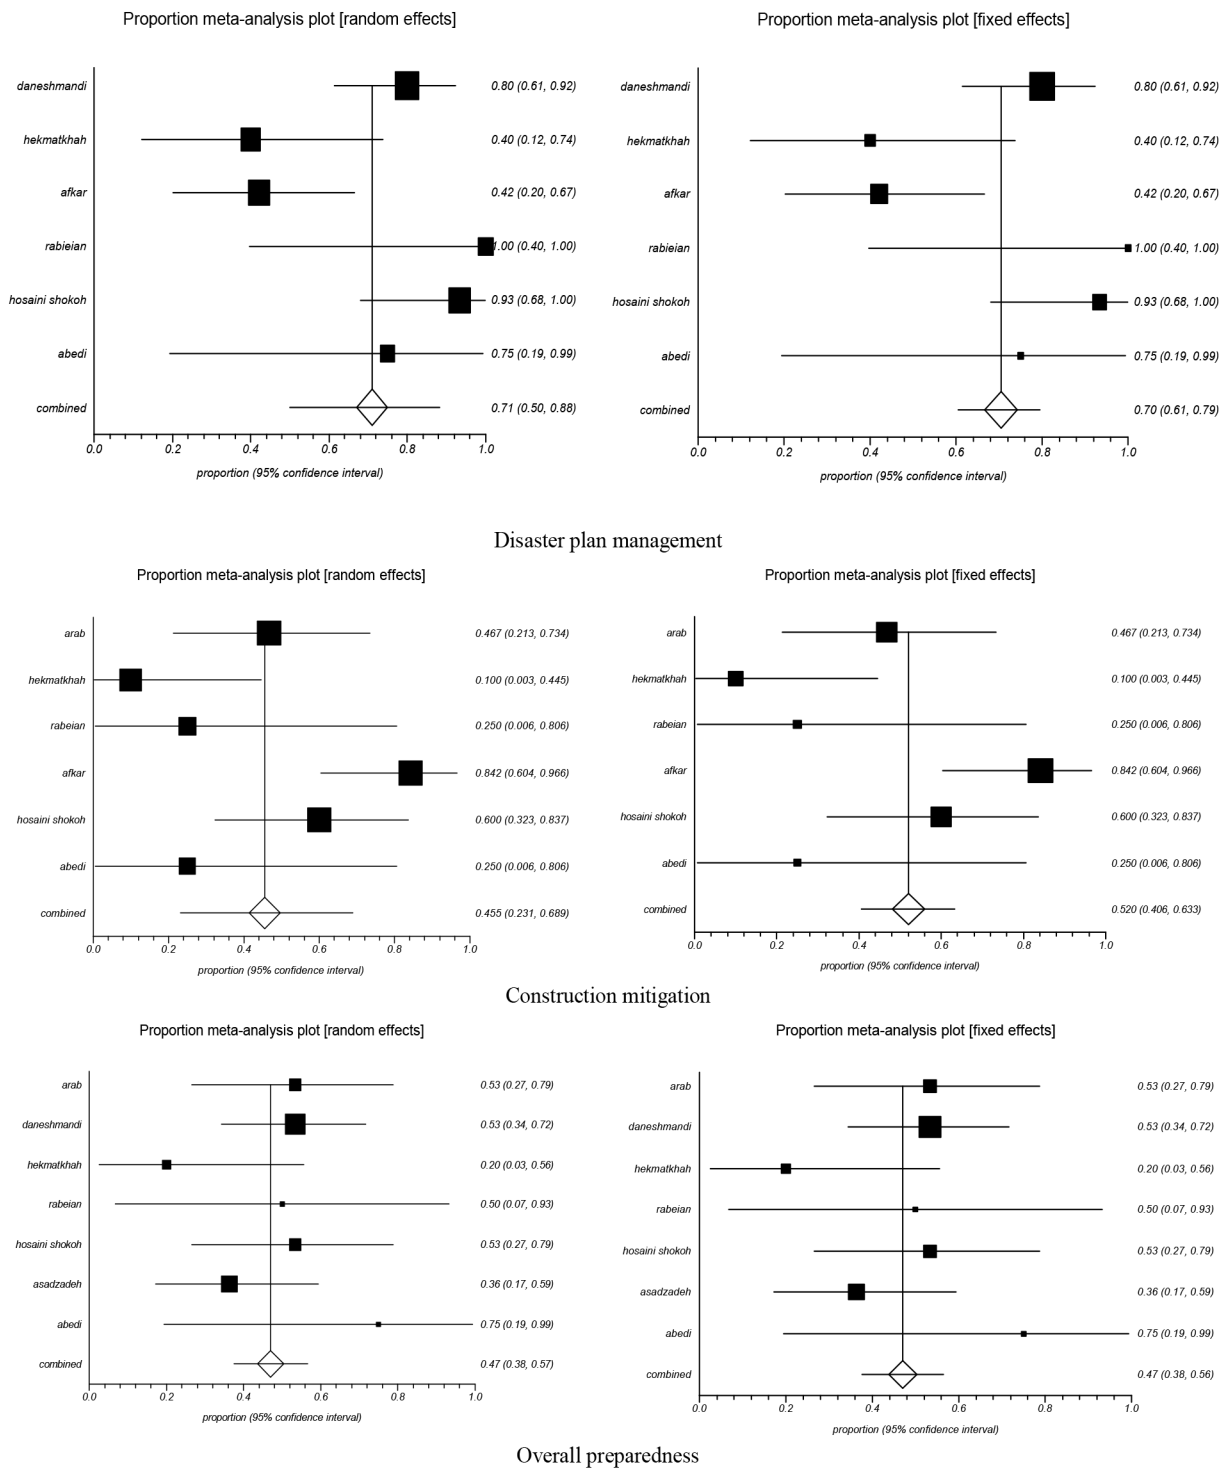 Proportion meta-analysis plot [random effects]
daneshmandi 0.80 (0.61, 0.92)
hekmatkhah 0.40 (0.12, 0.74)
afkar 0.42 (0.20, 0.67)
rabieian 1.00 (0.40, 1.00)
hosaini shokoh 0.93 (0.68, 1.00)
abedi 0.75 (0.19, 0.99)
combined 0.71 (0.50, 0.88)
0.0 0.2 0.4 0.6 0.8 1.0
proportion (95% confidence interval)
Proportion meta-analysis plot [fixed effects]
daneshmandi 0.80 (0.61, 0.92)
hekmatkhah 0.40 (0.12, 0.74)
afkar 0.42 (0.20, 0.67)
rabieian 1.00 (0.40, 1.00)
hosaini shokoh 0.93 (0.68, 1.00)
abedi 0.75 (0.19, 0.99)
combined 0.70 (0.61, 0.79)
0.0 0.2 0.4 0.6 0.8 1.0
proportion (95% confidence interval)
Disaster plan management
Proportion meta-analysis plot [random effects]
arab 0.467 (0.213, 0.734)
hekmatkhah 0.100 (0.003, 0.445)
rabeian 0.250 (0.006, 0.806)
afkar 0.842 (0.604, 0.966)
hosaini shokoh 0.600 (0.323, 0.837)
abedi 0.250 (0.006, 0.806)
combined 0.455 (0.231, 0.689)
0.0 0.2 0.4 0.6 0.8 1.0
proportion (95% confidence interval)
Proportion meta-analysis plot [fixed effects]
arab 0.467 (0.213, 0.734)
hekmatkhah 0.100 (0.003, 0.445)
rabeian 0.250 (0.006, 0.806)
afkar 0.842 (0.604, 0.966)
hosaini shokoh 0.600 (0.323, 0.837)
abedi 0.250 (0.006, 0.806)
combined 0.520 (0.406, 0.633)
0.0 0.2 0.4 0.6 0.8 1.0
proportion (95% confidence interval)
Construction mitigation
Proportion meta-analysis plot [random effects]
arab 0.53 (0.27, 0.79)
daneshmandi 0.53 (0.34, 0.72)
hekmatkhah 0.20 (0.03, 0.56)
rabeian 0.50 (0.07, 0.93)
hosaini shokoh 0.53 (0.27, 0.79)
asadzadeh 0.36 (0.17, 0.59)
abedi 0.75 (0.19, 0.99)
combined 0.47 (0.38, 0.57)
0.0 0.2 0.4 0.6 0.8 1.0
proportion (95% confidence interval)
Proportion meta-analysis plot [fixed effects]
arab 0.53 (0.27, 0.79)
daneshmandi 0.53 (0.34, 0.72)
hekmatkhah 0.20 (0.03, 0.56)
rabeian 0.50 (0.07, 0.93)
hosaini shokoh 0.53 (0.27, 0.79)
asadzadeh 0.36 (0.17, 0.59)
abedi 0.75 (0.19, 0.99)
combined 0.47 (0.38, 0.56)
0.0 0.2 0.4 0.6 0.8 1.0
proportion (95% confidence interval)
Overall preparedness